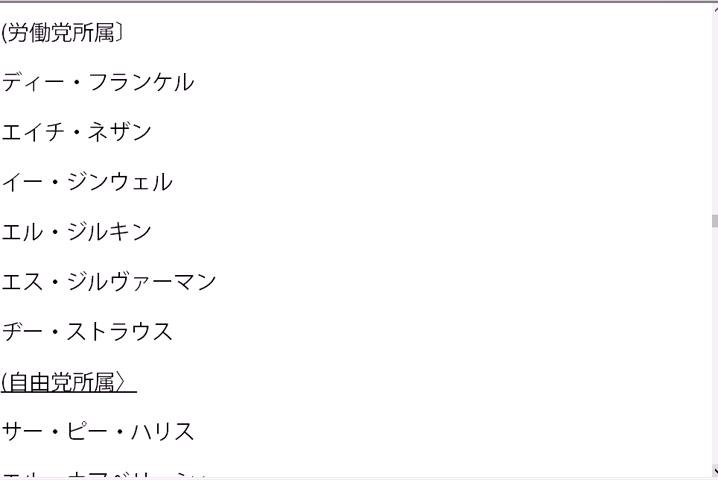 (労働党所属〕
ディー・フランケル
エイチ・ネザン
イー・ジンウェル
エル・ジルキン
エス・ジルヴァーマン
ヂー・ストラウス
(自由党所属〉
サー・ピー・ハリス